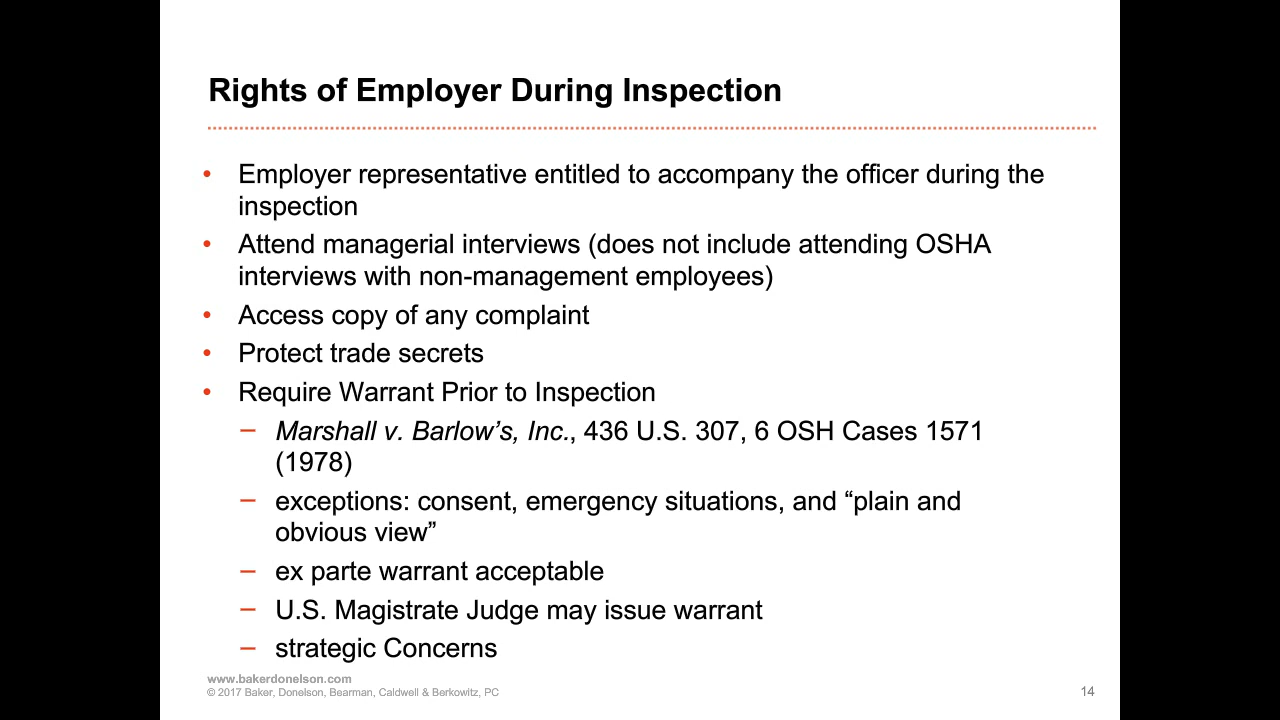 Rights of Employer During Inspection
• Employer representative entitled to accompany the officer during the
inspection
• Attend managerial interviews (does not include attending OSHA
interviews with non-management employees)
• Access copy of any complaint
• Protect trade secrets
• Require Warrant Prior to Inspection
– Marshall v. Barlow’s, Inc., 436 U.S. 307, 6 OSH Cases 1571
(1978)
– exceptions: consent, emergency situations, and “plain and
obvious view”
– ex parte warrant acceptable
– U.S. Magistrate Judge may issue warrant
– strategic Concerns
www.bakerdonelson.com
© 2017 Baker, Donelson, Bearman, Caldwell & Berkowitz, PC
14